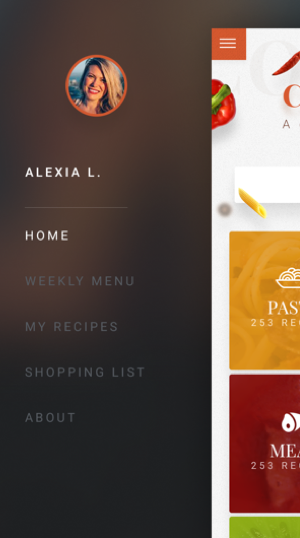 ALEXIA L.
HOME
WEEKLY MENU
MY RECIPES
SHOPPING LIST
ABOUT
C
A
PAST
253 REC
MEA
253 REC